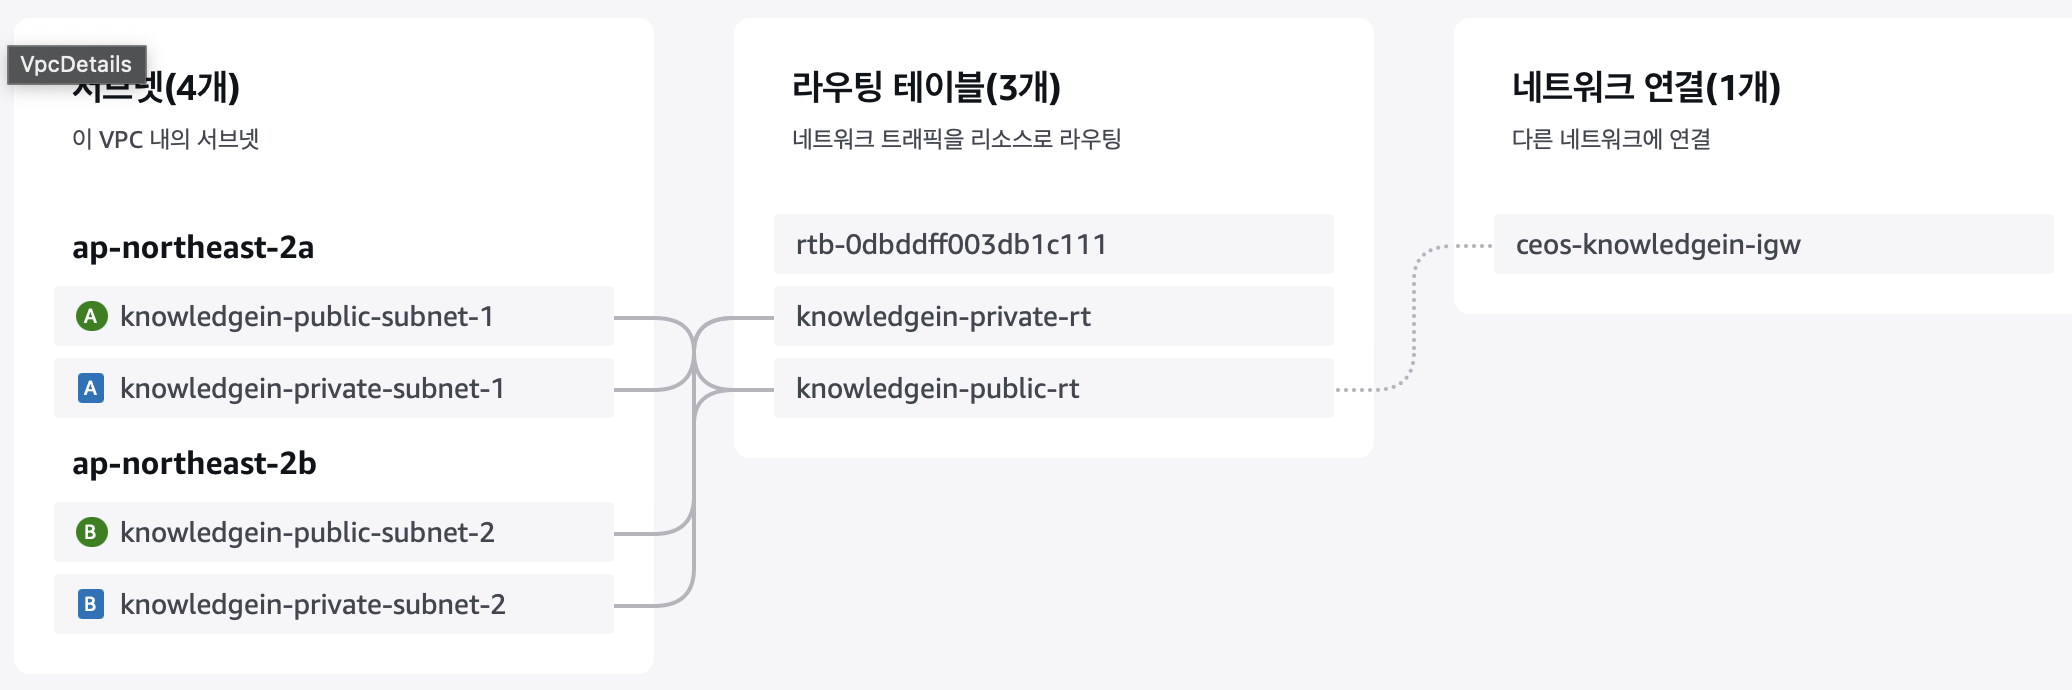 VpcDetails
서브넷(4개)
이 VPC 내의 서브넷
ap-northeast-2a
A knowledgein-public-subnet-1
A knowledgein-private-subnet-1
ap-northeast-2b
B knowledgein-public-subnet-2
B knowledgein-private-subnet-2
라우팅 테이블(3개)
네트워크 트래픽을 리소스로 라우팅
rtb-0dbddff003db1c111
knowledgein-private-rt
knowledgein-public-rt
네트워크 연결(1개)
다른 네트워크에 연결
ceos-knowledgein-igw